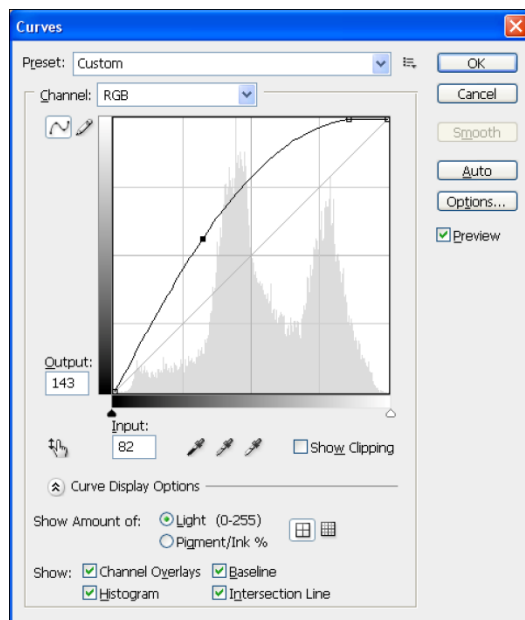 Curves
Preset: Custom
OK
Channel: RGB
Cancel
Smooth
Auto
Options...
Preview
Output:
143
Input:
82
Show Clipping
Curve Display Options
Show Amount of: Light (0-255)
Pigment/Ink %
Show: Channel Overlays Baseline
Histogram Intersection Line